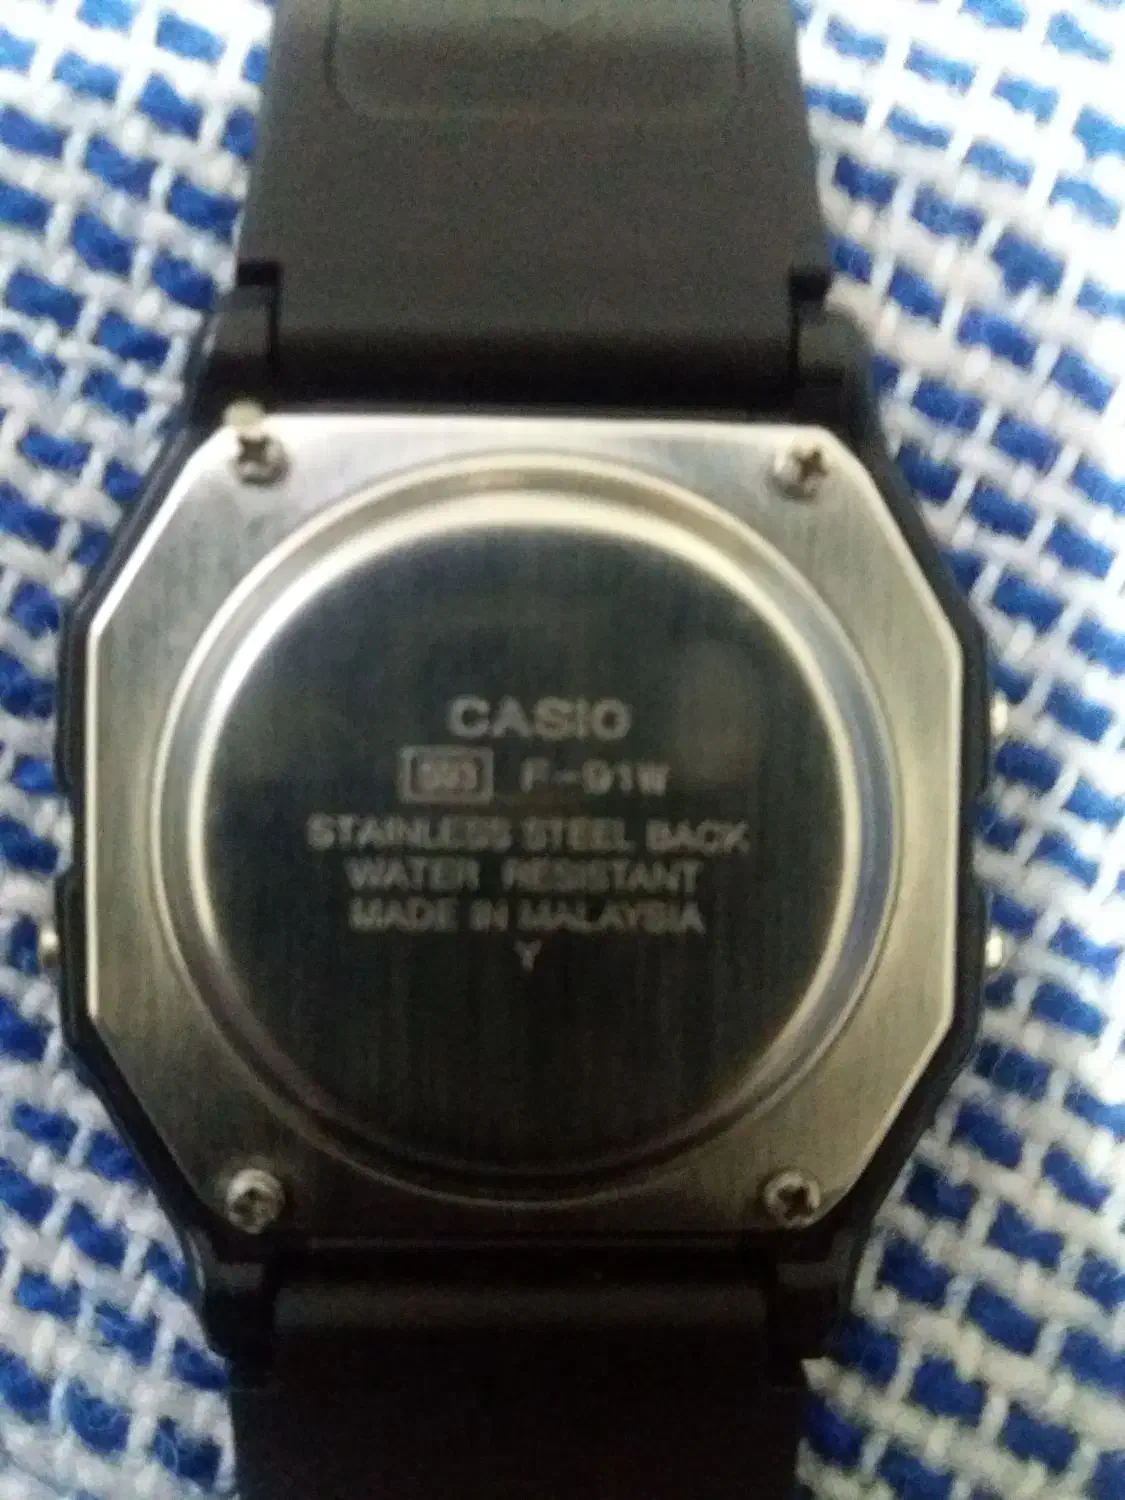 CASIO
593 F-91W
STAINLESS STEEL BACK
WATER RESISTANT
MADE IN MALAYSIA
Y